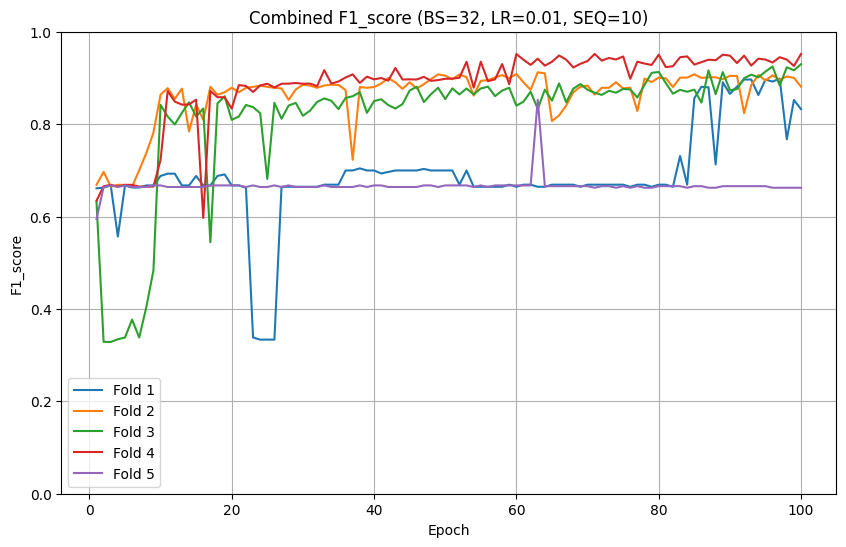 Combined F1_score (BS=32, LR=0.01, SEQ=10)
1.0
0.8
0.6
0.4
0.2
0.0
F1_score
Fold 1
Fold 2
Fold 3
Fold 4
Fold 5
0 20 40 60 80 100
Epoch